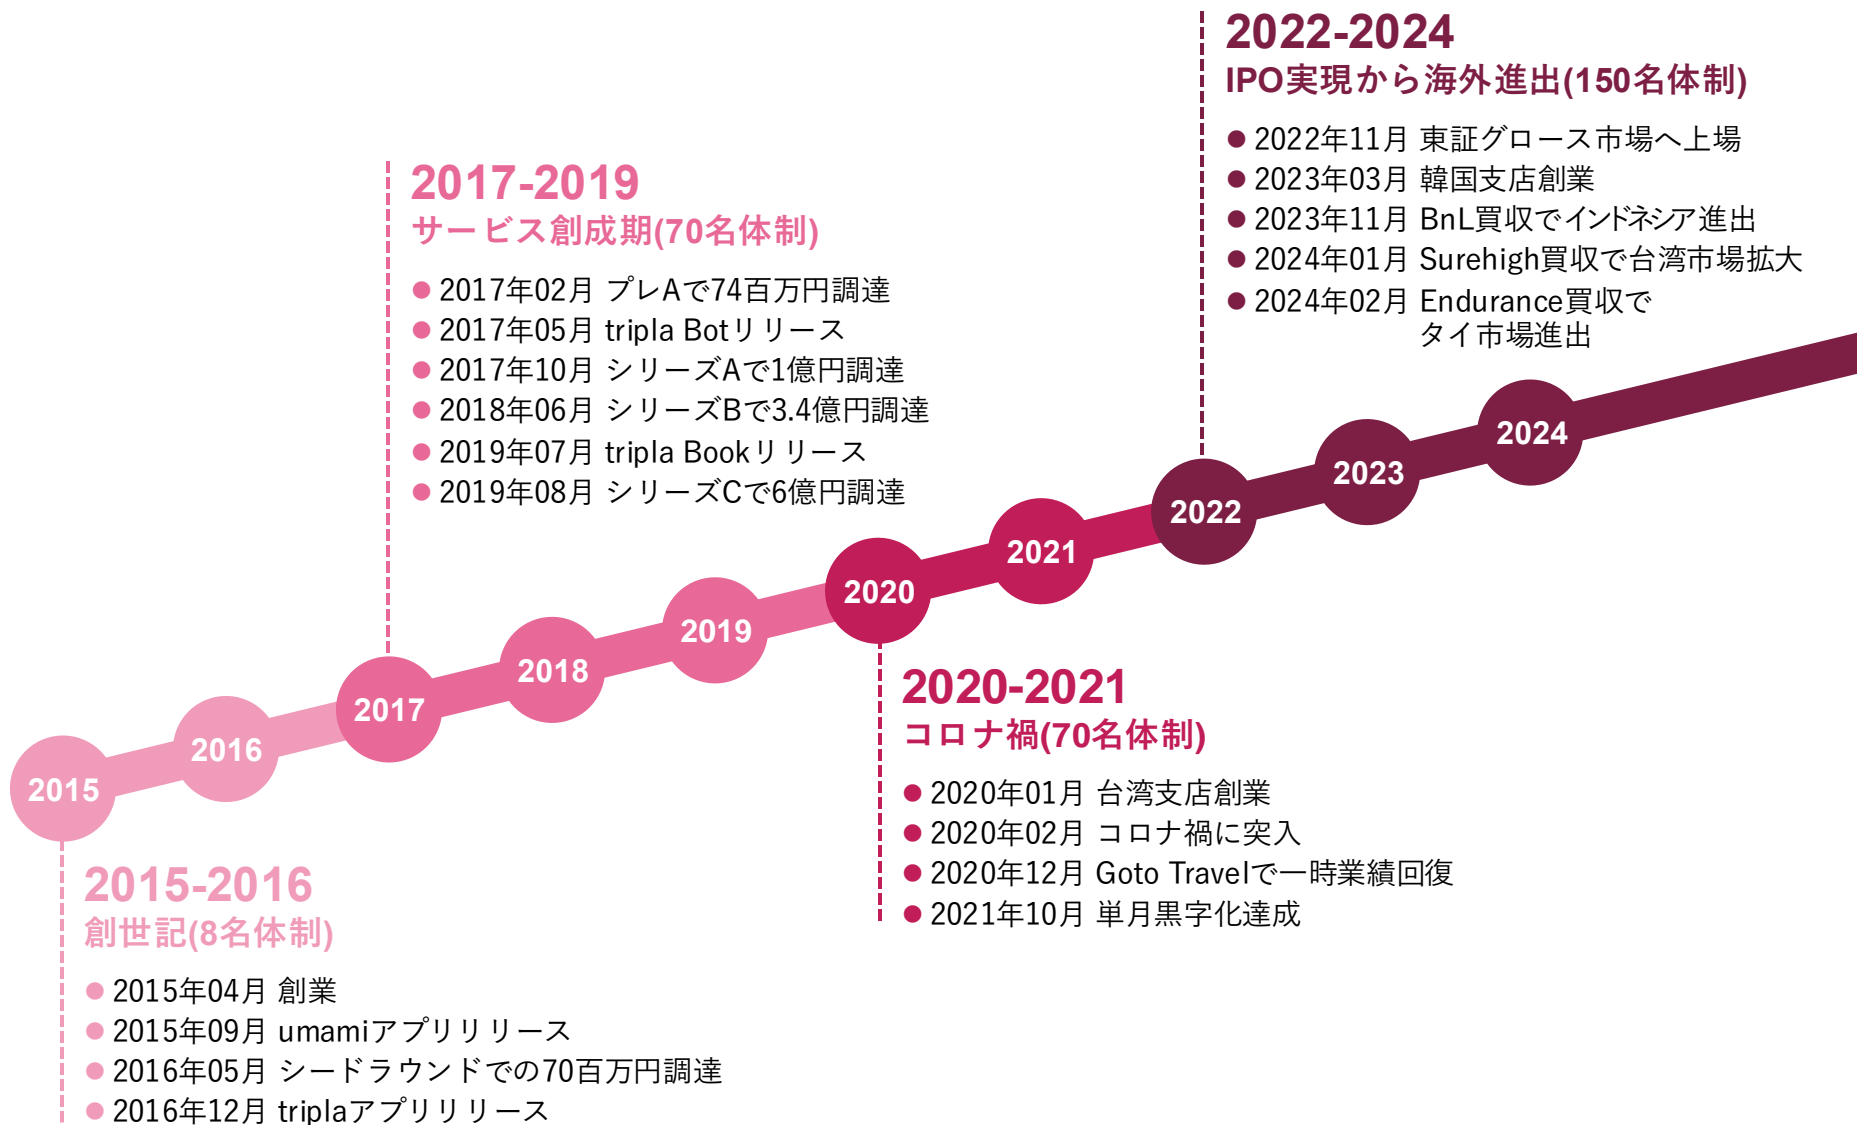 2022-2024
IPO実現から海外進出(150名体制)
2022年11月 東証グロース市場へ上場
2023年03月 韓国支店創業
2023年11月 BnL買収でインドネシア進出
2024年01月 Surehigh買収で台湾市場拡大
2024年02月 Endurance買収で
タイ市場進出
2017-2019
サービス創成期(70名体制)
2017年02月 プレAで74百万円調達
2017年05月 tripla Botリリース
2017年10月 シリーズAで1億円調達
2018年06月 シリーズBで3.4億円調達
2019年07月 tripla Bookリリース
2019年08月 シリーズCで6億円調達
2015
2016
2017
2018
2019
2020
2021
2022
2023
2024
2020-2021
コロナ禍(70名体制)
2020年01月 台湾支店創業
2020年02月 コロナ禍に突入
2020年12月 Goto Travelで一時業績回復
2021年10月 単月黒字化達成
2015-2016
創世記(8名体制)
2015年04月 創業
2015年09月 umamiアプリリリース
2016年05月 シードラウンドでの70百万円調達
2016年12月 triplaアプリリリース